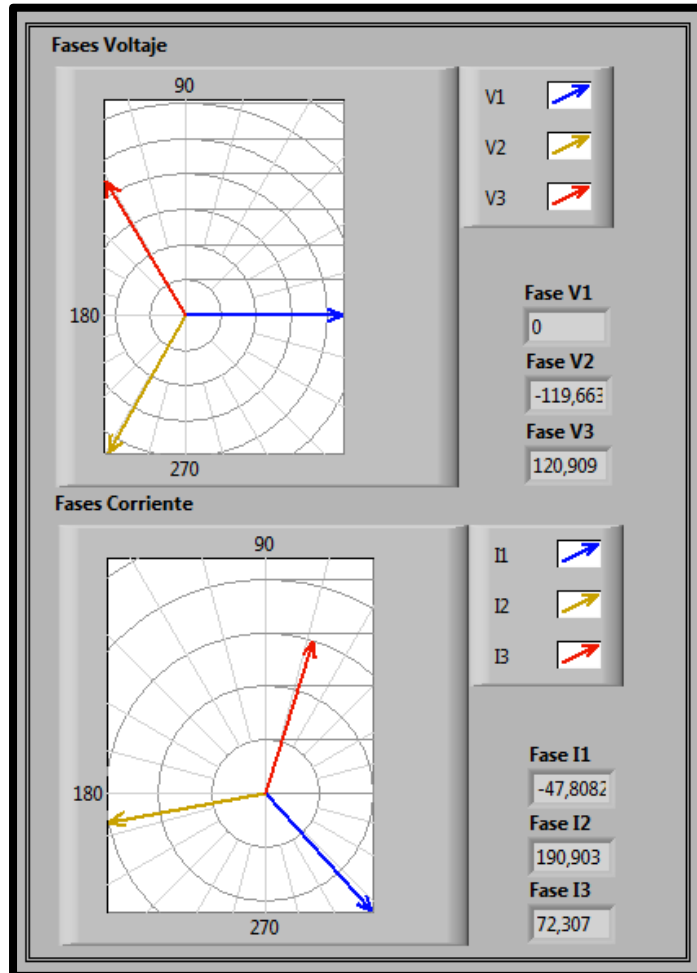 Fases Voltaje
90
180
270
V1
V2
V3
Fase V1
0
Fase V2
-119,663
Fase V3
120,909
Fases Corriente
90
180
270
I1
I2
I3
Fase I1
-47,8082
Fase I2
190,903
Fase I3
72,307